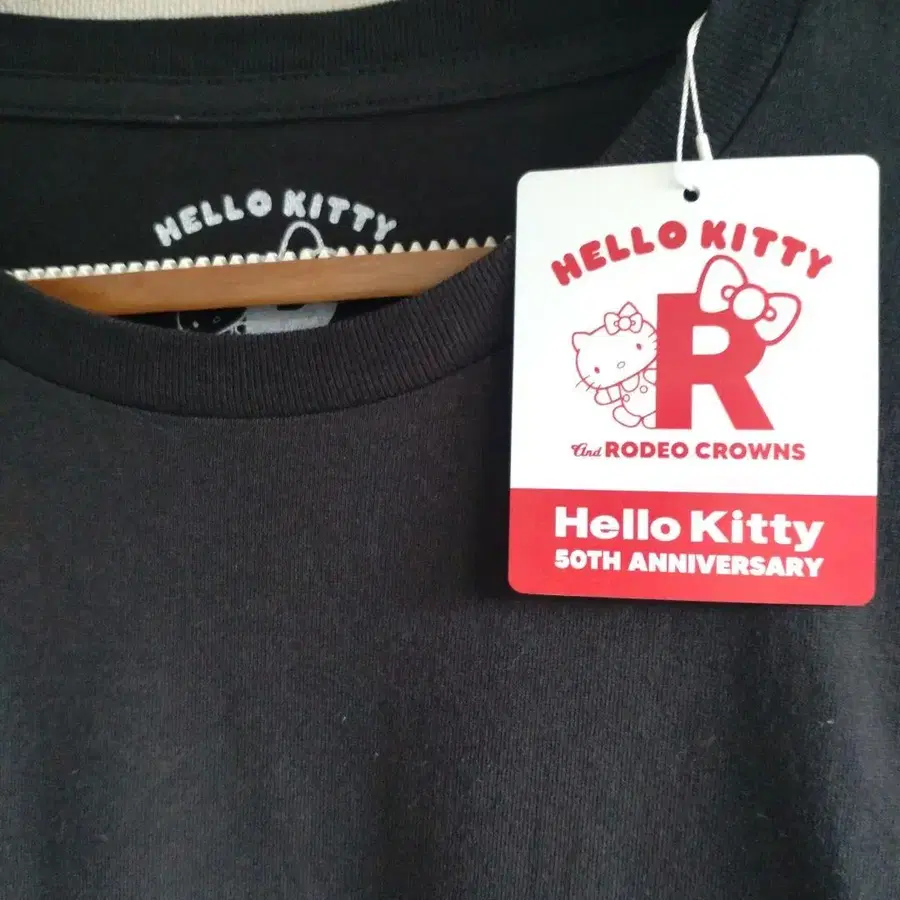 HELLO KITTY
HELLO KITTY
R
And RODEO CROWNS
Hello Kitty
50TH ANNIVERSARY